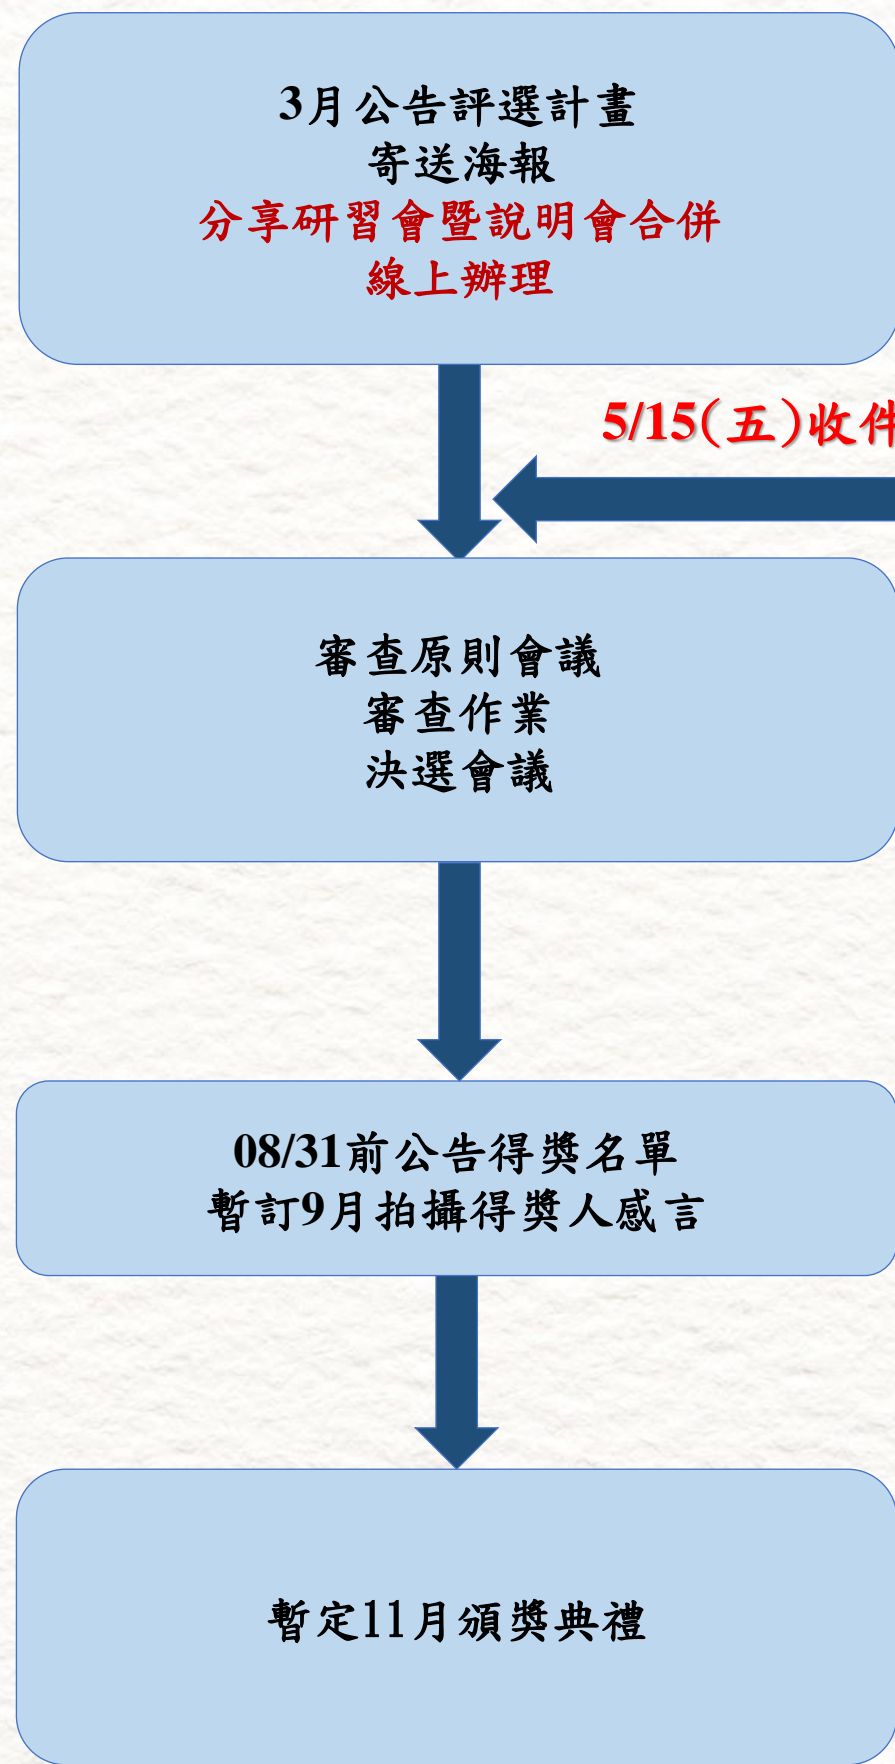 3月公告評選計畫
寄送海報
分享研習會暨說明會合併
線上辦理
5/15(五)收件
審查原則會議
審查作業
決選會議
08/31前公告得獎名單
暫訂9月拍攝得獎人感言
暫定11月頒獎典禮